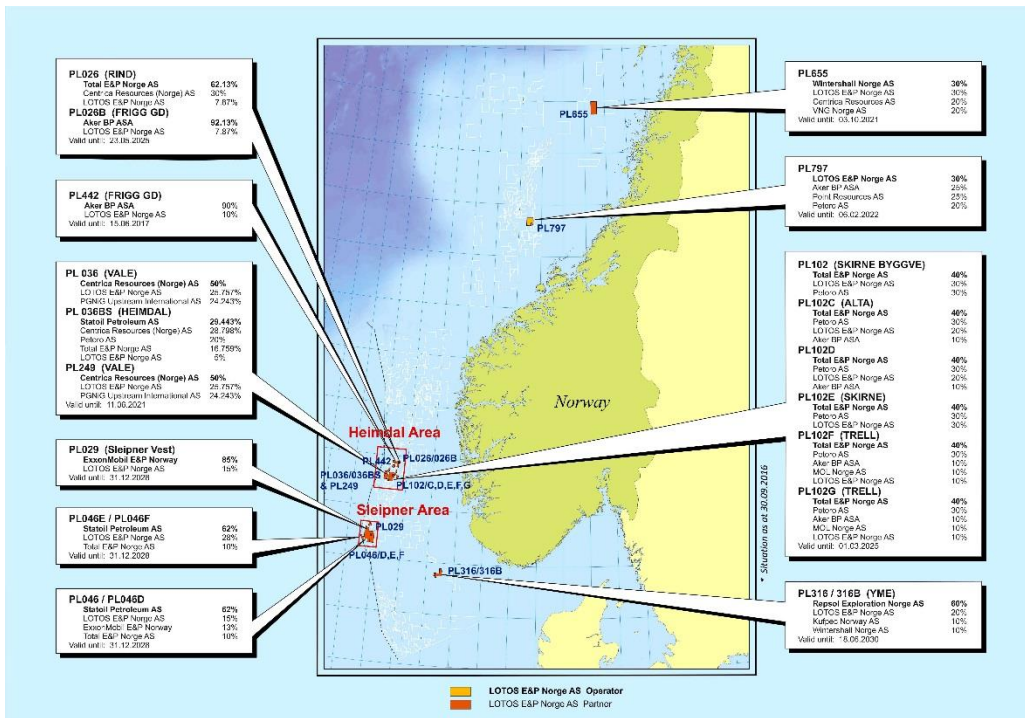 PL026 (RIND)
Total E&P Norge AS 62.13%
Centrica Resources (Norge) AS 30%
LOTOS E&P Norge AS 7.87%
PL026B (FRIGG GD)
Aker BP ASA 92.13%
LOTOS E&P Norge AS 7.87%
Valid until: 23.05.2025
PL442 (FRIGG GD)
Aker BP ASA 90%
LOTOS E&P Norge AS 10%
Valid until: 15.06.2017
PL 036 (VALE)
Centrica Resources (Norge) AS 50%
LOTOS E&P Norge AS 25.757%
PGNiG Upstream International AS 24.243%
PL 036BS (HEIMDAL)
Statoil Petroleum AS 29.443%
Centrica Resources (Norge) AS 28.798%
Petoro AS 20%
Total E&P Norge AS 16.759%
LOTOS E&P Norge AS 5%
PL249 (VALE)
Centrica Resources (Norge) AS 50%
LOTOS E&P Norge AS 25.757%
PGNiG Upstream International AS 24.243%
Valid until: 11.06.2021
PL029 (Sleipner Vest)
ExxonMobil E&P Norway 85%
LOTOS E&P Norge AS 15%
Valid until: 31.12.2028
PL046E / PL046F
Statoil Petroleum AS 62%
LOTOS E&P Norge AS 28%
Total E&P Norge AS 10%
Valid until: 31.12.2028
PL046 / PL046D
Statoil Petroleum AS 62%
LOTOS E&P Norge AS 15%
ExxonMobil E&P Norway 13%
Total E&P Norge AS 10%
Valid until: 31.12.2028
PL655
PL797
Norway
Heimdal Area
PL442
PL026/026B
PL036/036BS
& PL249
PL102/C,D,E,F,G
Sleipner Area
PL029
PL046/D,E,F
PL316/316B
* Situation as at 30.09.2016
PL655
Wintershall Norge AS 30%
LOTOS E&P Norge AS 30%
Centrica Resources AS 20%
VNG Norge AS 20%
Valid until: 03.10.2021
PL797
LOTOS E&P Norge AS 30%
Aker BP ASA 25%
Point Resources AS 25%
Petoro AS 20%
Valid until: 06.02.2022
PL102 (SKIRNE BYGGVE)
Total E&P Norge AS 40%
LOTOS E&P Norge AS 30%
Petoro AS 30%
PL102C (ALTA)
Total E&P Norge AS 40%
Petoro AS 30%
LOTOS E&P Norge AS 20%
Aker BP ASA 10%
PL102D
Total E&P Norge AS 40%
Petoro AS 30%
LOTOS E&P Norge AS 20%
Aker BP ASA 10%
PL102E (SKIRNE)
Total E&P Norge AS 40%
Petoro AS 30%
LOTOS E&P Norge AS 30%
PL102F (TRELL)
Total E&P Norge AS 40%
Petoro AS 30%
Aker BP ASA 10%
MOL Norge AS 10%
LOTOS E&P Norge AS 10%
PL102G (TRELL)
Total E&P Norge AS 40%
Petoro AS 30%
Aker BP ASA 10%
MOL Norge AS 10%
LOTOS E&P Norge AS 10%
Valid until: 01.03.2025
PL316 / 316B (YME)
Repsol Exploration Norge AS 60%
LOTOS E&P Norge AS 20%
Kufpec Norway AS 10%
Wintershall Norge AS 10%
Valid until: 18.06.2030
LOTOS E&P Norge AS Operator
LOTOS E&P Norge AS Partner